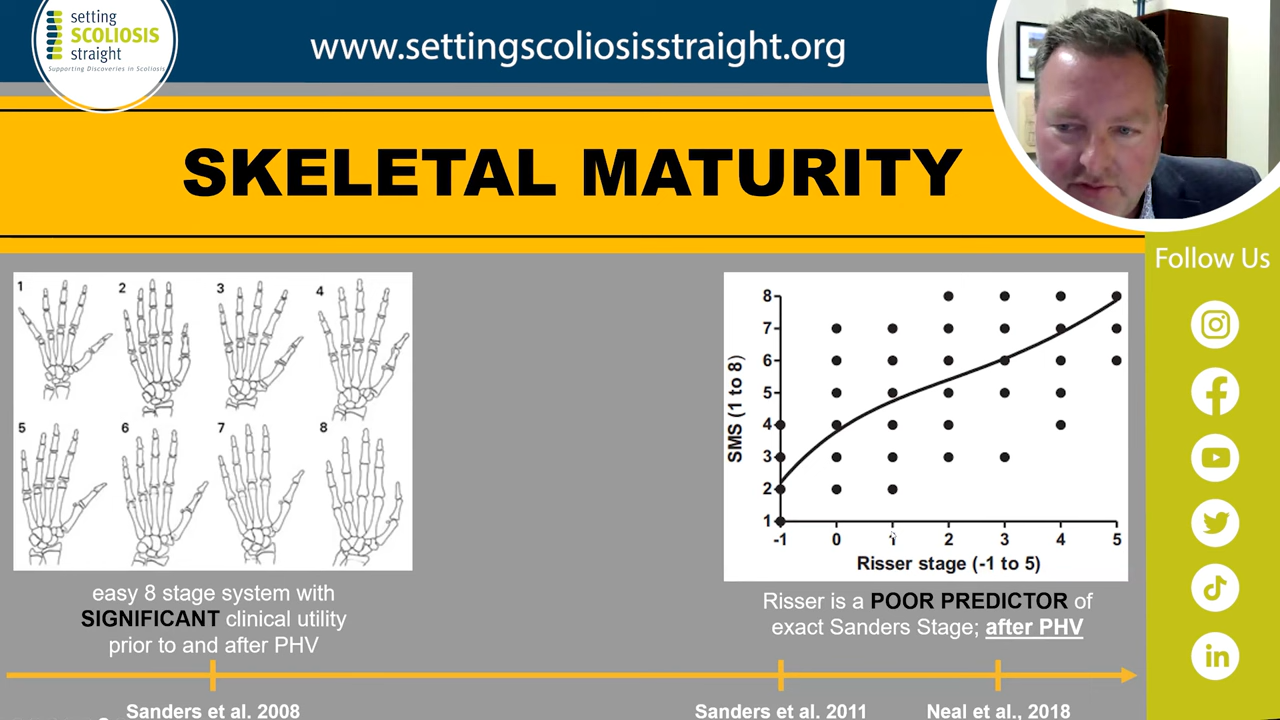 setting
SCOLIOSIS
straight
Supporting Discoveries in Scoliosis
www.settingscoliosisstraight.org
SKELETAL MATURITY
Follow Us
1
2
3
4
5
6
7
8
easy 8 stage system with
SIGNIFICANT clinical utility
prior to and after PHV
SMS (1 to 8)
8
7
6
5
4
3
2
1
-1 0 1 2 3 4 5
Risser stage (-1 to 5)
Risser is a POOR PREDICTOR of
exact Sanders Stage; after PHV
Sanders et al. 2008
Sanders et al. 2011
Neal et al., 2018